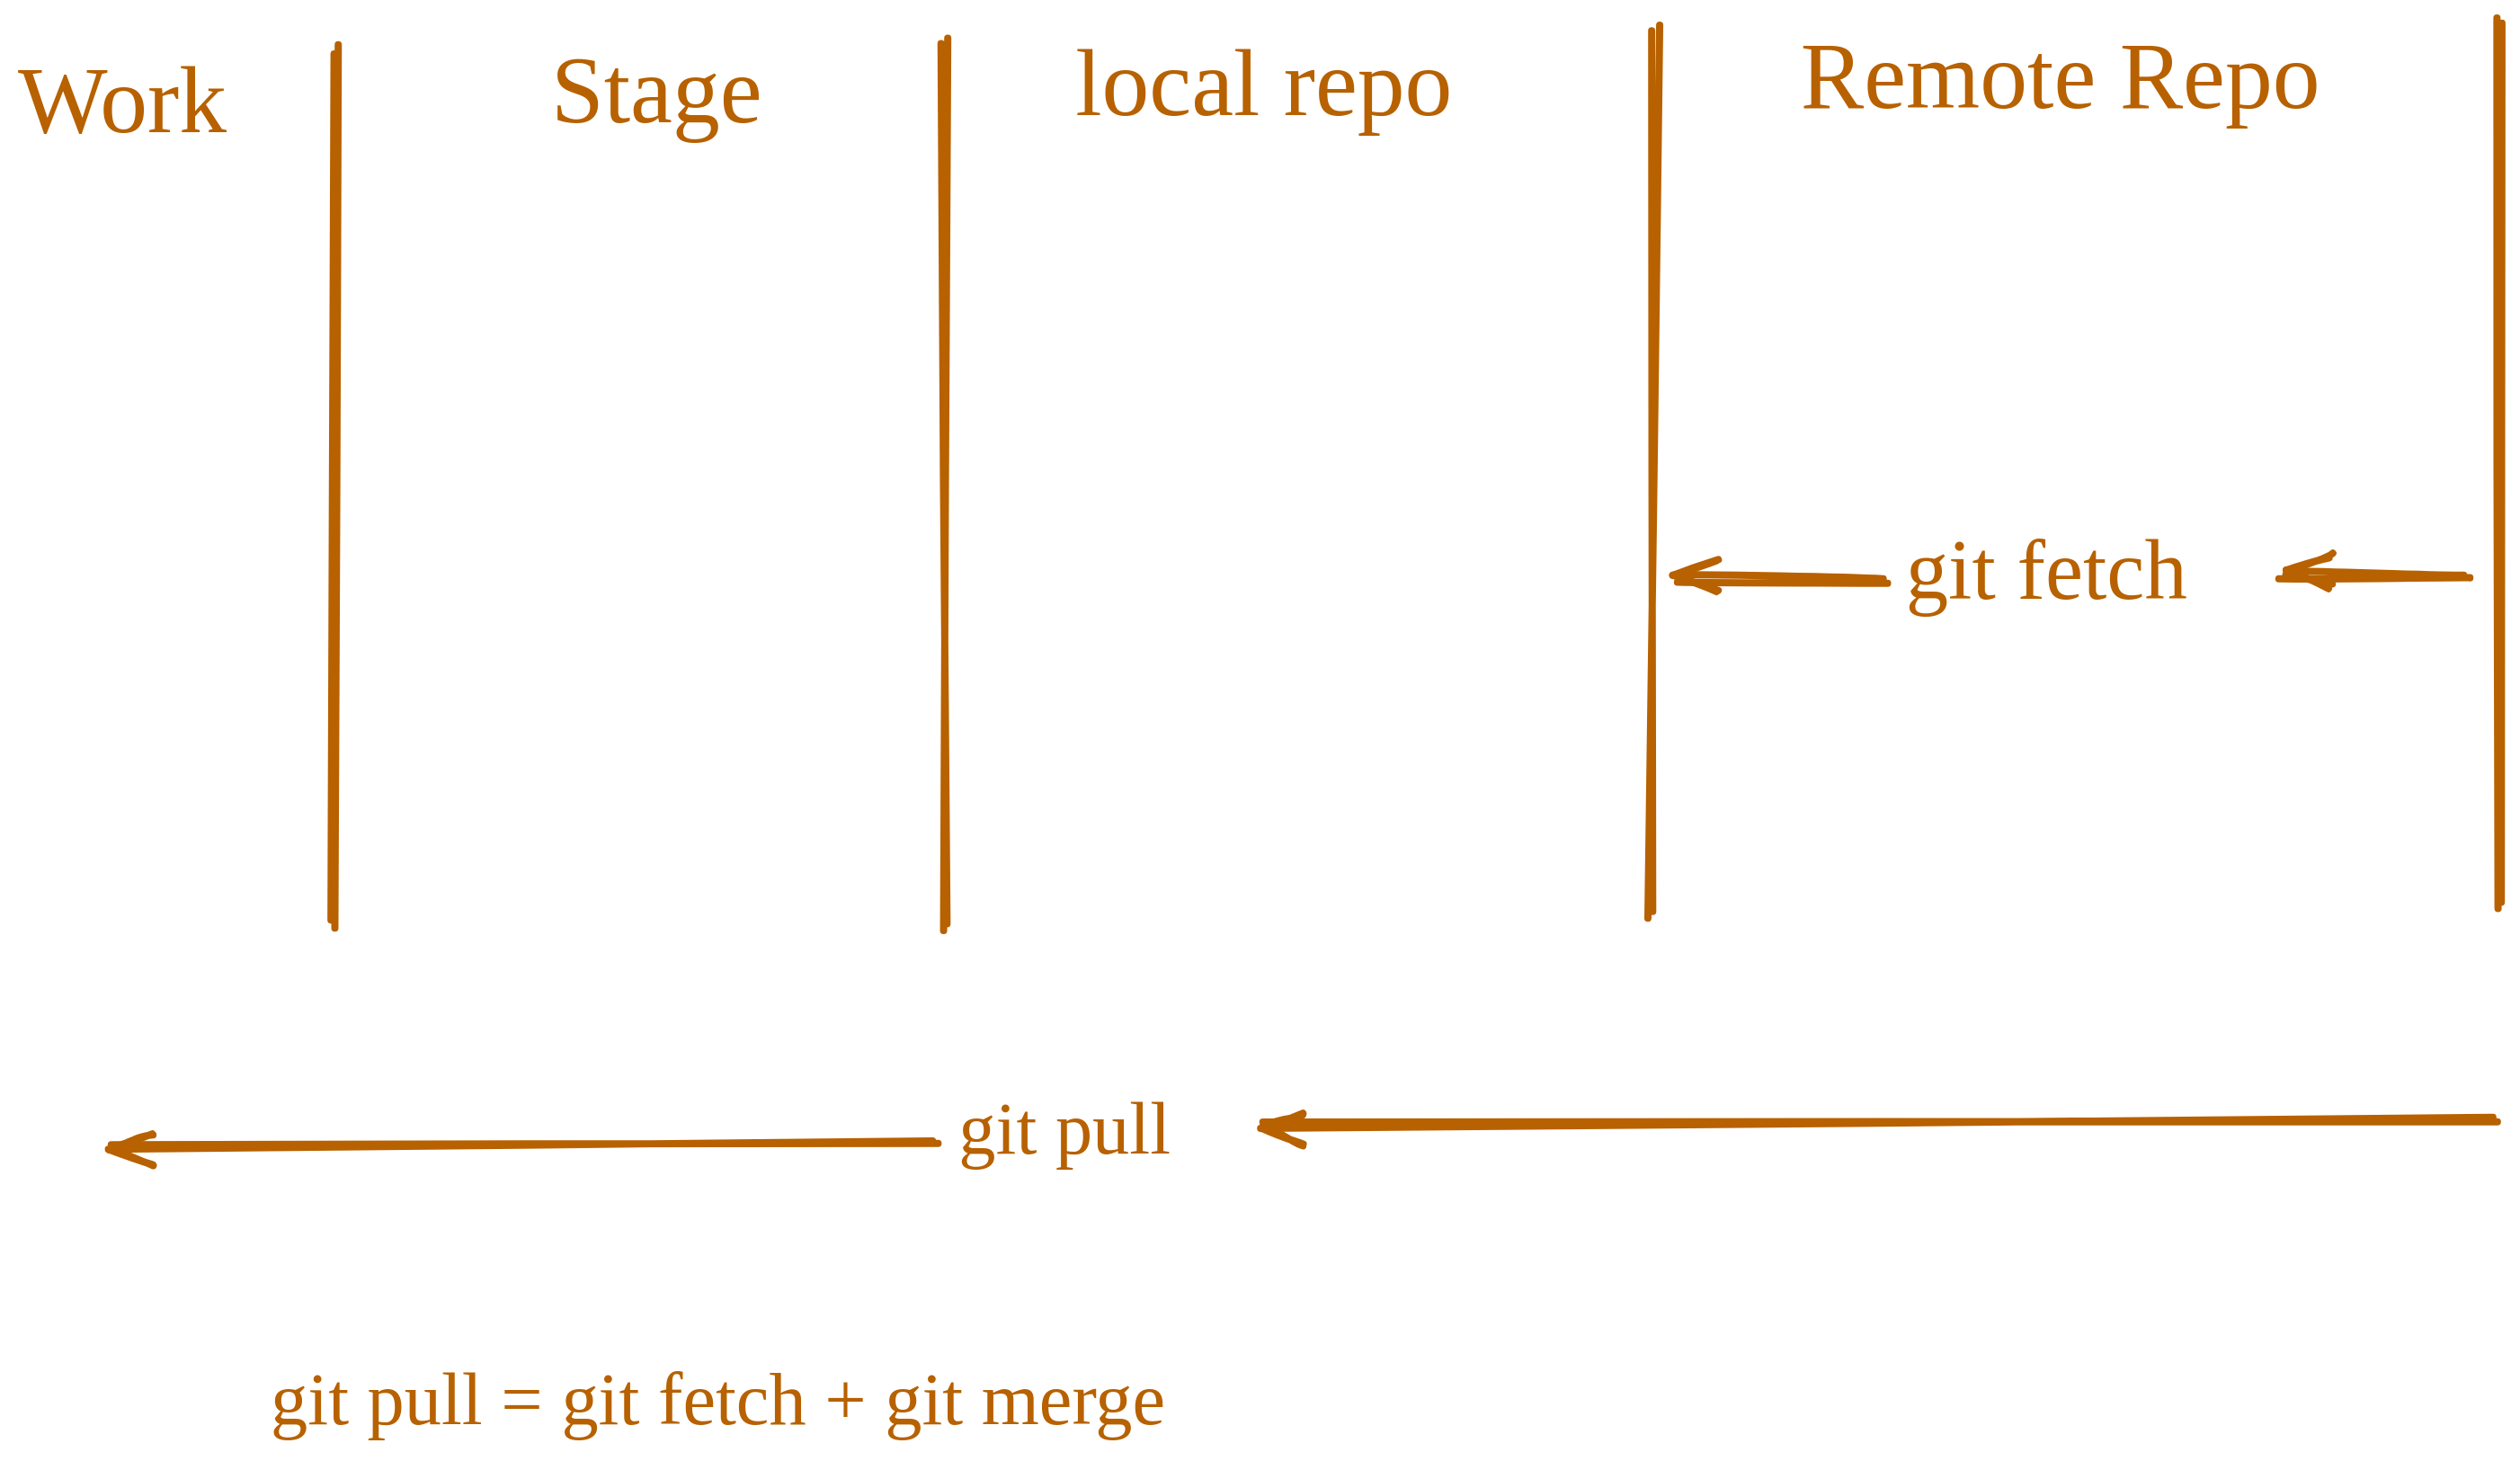 Work
Stage
local repo
Remote Repo
git fetch
git pull
git pull = git fetch + git merge